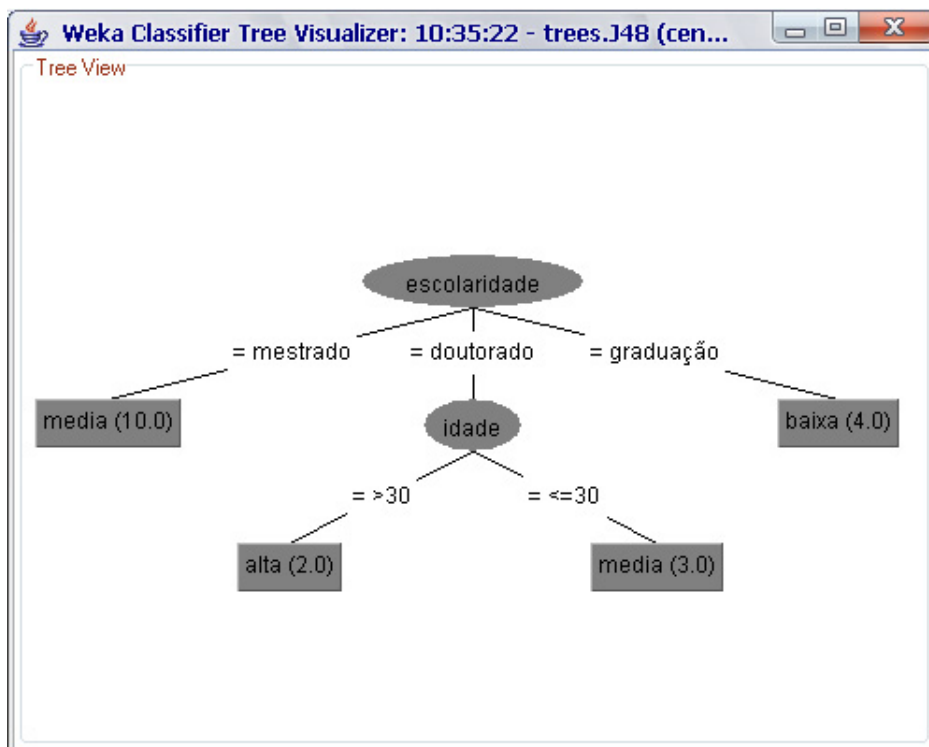 Weka Classifier Tree Visualizer: 10:35:22 - trees.J48 (cen...
Tree View
escolaridade
= mestrado = doutorado = graduação
media (10.0) idade baixa (4.0)
= >30 = <=30
alta (2.0) media (3.0)